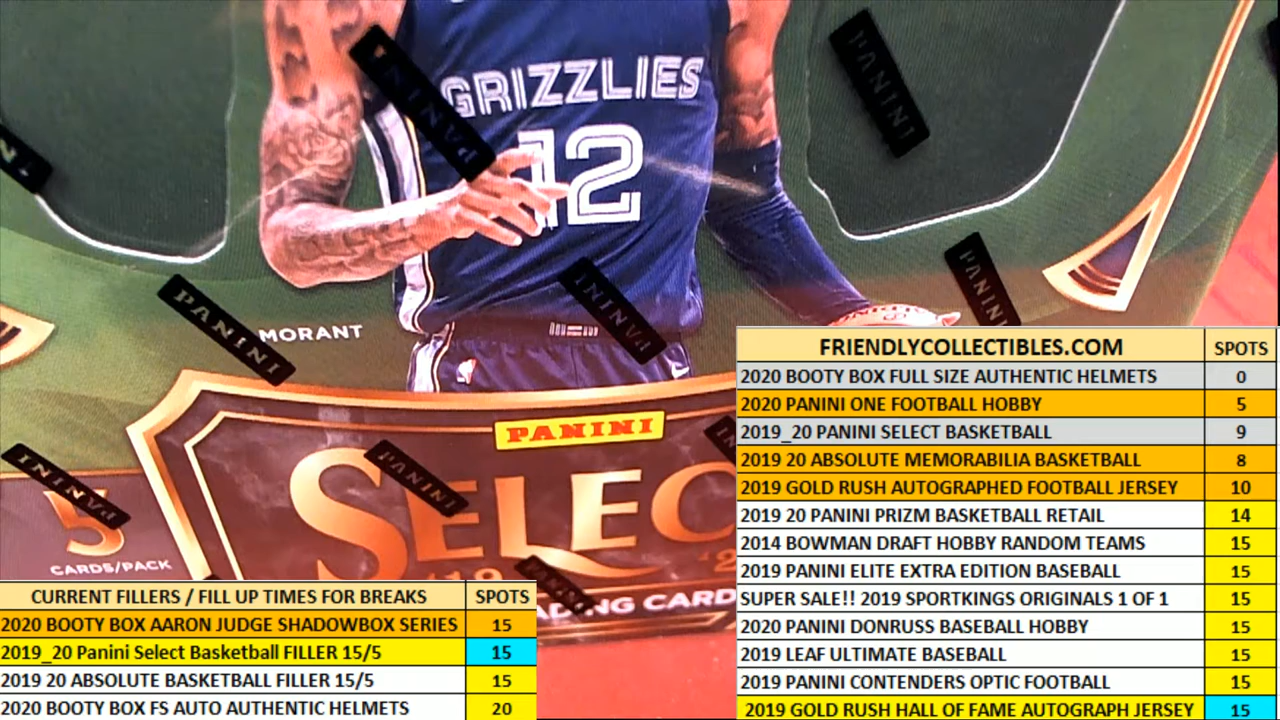 GRIZZLIES
12
MORANT
PANINI
PANINI
PANINI
PANINI
PANINI
PANINI
PANINI
PANINI
SELEC
5
CARDS/PACK
'19
ADING CARD
FRIENDLYCOLLECTIBLES.COM SPOTS
2020 BOOTY BOX FULL SIZE AUTHENTIC HELMETS 0
2020 PANINI ONE FOOTBALL HOBBY 5
2019_20 PANINI SELECT BASKETBALL 9
2019 20 ABSOLUTE MEMORABILIA BASKETBALL 8
2019 GOLD RUSH AUTOGRAPHED FOOTBALL JERSEY 10
2019 20 PANINI PRIZM BASKETBALL RETAIL 14
2014 BOWMAN DRAFT HOBBY RANDOM TEAMS 15
2019 PANINI ELITE EXTRA EDITION BASEBALL 15
SUPER SALE!! 2019 SPORTKINGS ORIGINALS 1 OF 1 15
2020 PANINI DONRUSS BASEBALL HOBBY 15
2019 LEAF ULTIMATE BASEBALL 15
2019 PANINI CONTENDERS OPTIC FOOTBALL 15
2019 GOLD RUSH HALL OF FAME AUTOGRAPH JERSEY 15
CURRENT FILLERS / FILL UP TIMES FOR BREAKS SPOTS
2020 BOOTY BOX AARON JUDGE SHADOWBOX SERIES 15
2019_20 Panini Select Basketball FILLER 15/5 15
2019 20 ABSOLUTE BASKETBALL FILLER 15/5 15
2020 BOOTY BOX FS AUTO AUTHENTIC HELMETS 20